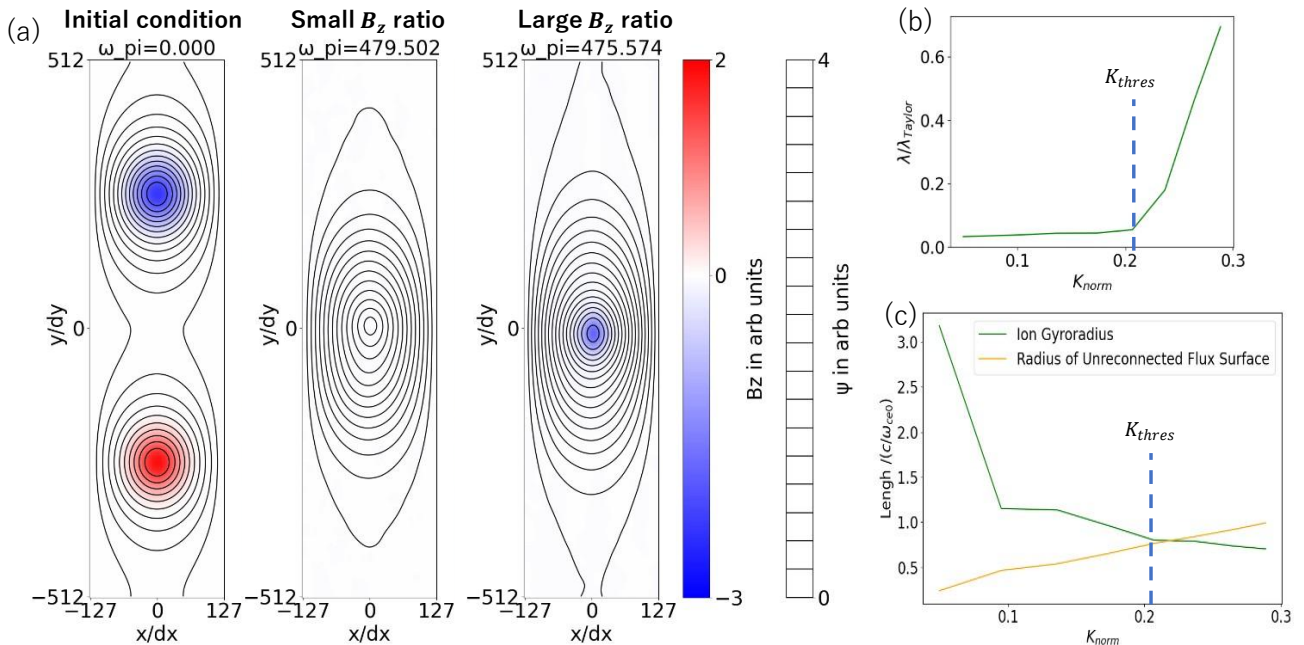 (a)
Initial condition
Small B_z ratio
Large B_z ratio
ω_pi=0.000
ω_pi=479.502
ω_pi=475.574
512
0
−512
y/dy
−127
0
127
x/dx
512
0
−512
y/dy
−127
0
127
x/dx
512
0
−512
y/dy
−127
0
127
x/dx
2
0
−3
Bz in arb units
4
0
ψ in arb units
(b)
0.6
0.4
0.2
0.0
λ/λ_Taylor
K_thres
0.1
0.2
0.3
K_norm
(c)
Ion Gyroradius
Radius of Unreconnected Flux Surface
3.0
2.5
2.0
1.5
1.0
0.5
Lengh /(c/ω_ceo)
K_thres
0.1
0.2
0.3
K_norm